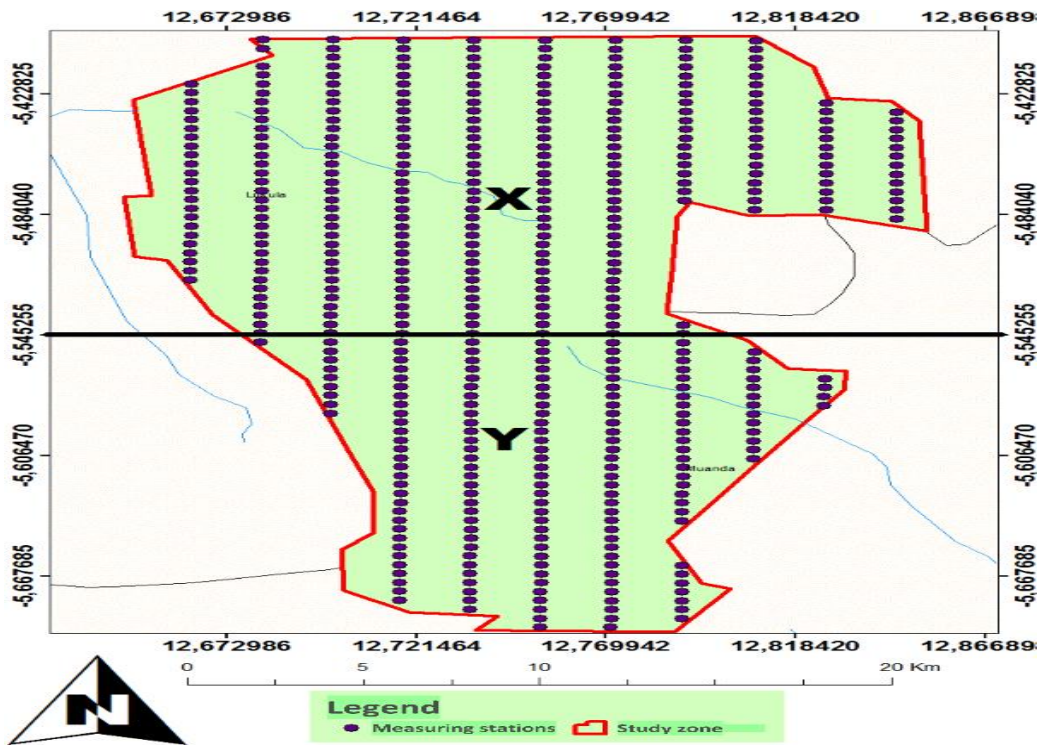 12,672986 12,721464 12,769942 12,818420 12,866898
-5,422825 -5,422825
X
-5,484040 -5,484040
-5,545255 -5,545255
Y
-5,606470 -5,606470
-5,667685 -5,667685
12,672986 12,721464 12,769942 12,818420 12,866898
0 5 10 20 Km
N
Legend
Measuring stations Study zone